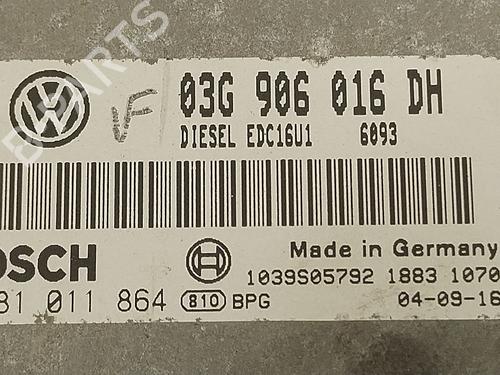 VF
03G 906 016 DH
DIESEL EDC16U1 6093
OSCH
81 011 864 810 BPG
Made in Germany
1039S05792 1883 1070
04-09-16
PARTS